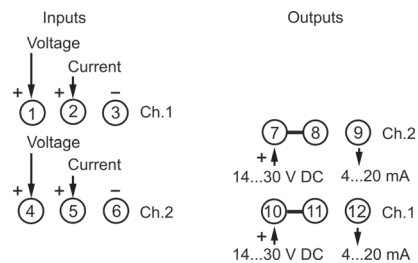 Inputs
Outputs
Voltage
Current
+ + −
1 2 3 Ch.1
Voltage
Current
+ + −
4 5 6 Ch.2
7 8 9 Ch.2
+
14...30 V DC 4...20 mA
10 11 12 Ch.1
+
14...30 V DC 4...20 mA